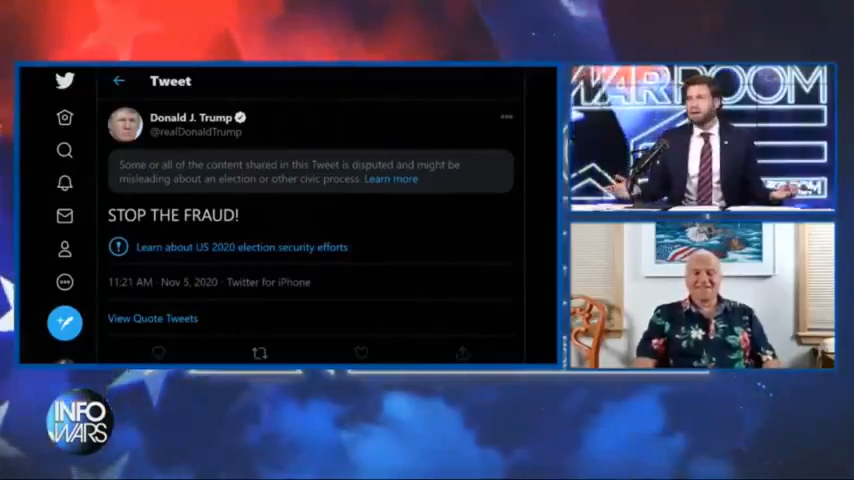 Tweet
Donald J. Trump
@realDonaldTrump
Some or all of the content shared in this Tweet is disputed and might be
misleading about an election or other civic process. Learn more
STOP THE FRAUD!
Learn about US 2020 election security efforts
11:21 AM · Nov 5, 2020 · Twitter for iPhone
View Quote Tweets
WAR ROOM
INFO
WARS